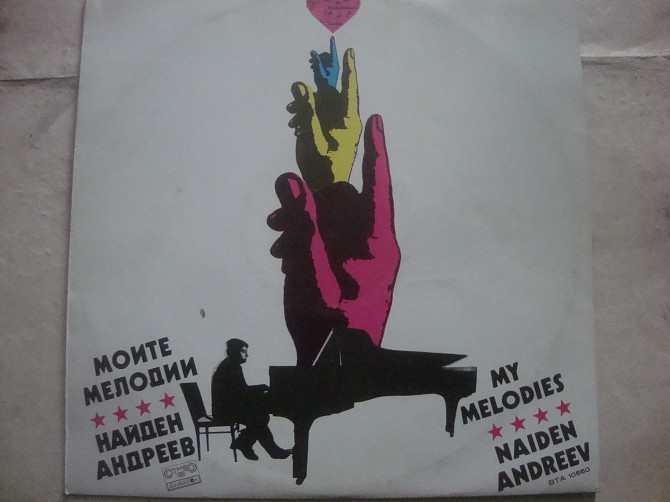 МОИТЕ
МЕЛОДИИ
НАЙДЕН
АНДРЕЕВ
MY
MELODIES
NAIDEN
ANDREEV
ВТА 10660